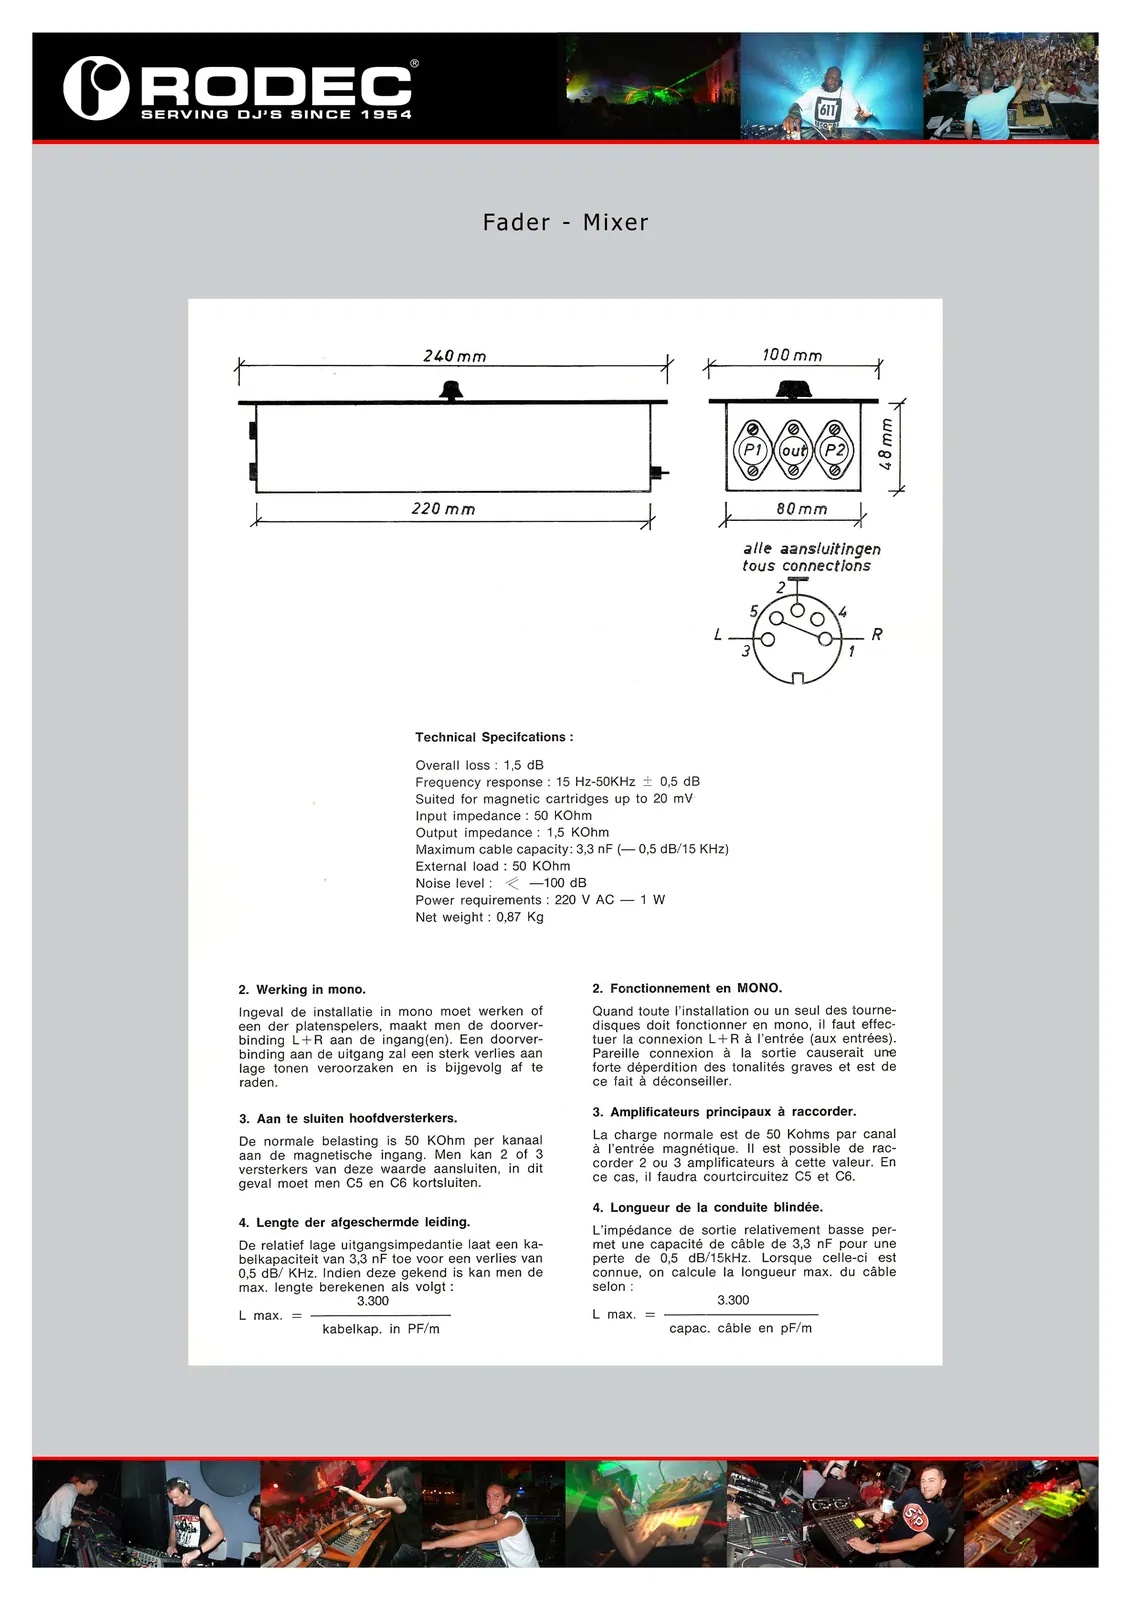 RODEC®
SERVING DJ'S SINCE 1954
611
Fader - Mixer
240 mm
100 mm
P1 out P2
48 mm
220 mm
80 mm
alle aansluitingen
tous connections
2
5 4
L R
3 1
Technical Specifcations :
Overall loss : 1,5 dB
Frequency response : 15 Hz-50KHz ± 0,5 dB
Suited for magnetic cartridges up to 20 mV
Input impedance : 50 KOhm
Output impedance : 1,5 KOhm
Maximum cable capacity: 3,3 nF (— 0,5 dB/15 KHz)
External load : 50 KOhm
Noise level : ⩽ —100 dB
Power requirements : 220 V AC — 1 W
Net weight : 0,87 Kg
2. Werking in mono.
Ingeval de installatie in mono moet werken of
een der platenspelers, maakt men de doorver-
binding L+R aan de ingang(en). Een doorver-
binding aan de uitgang zal een sterk verlies aan
lage tonen veroorzaken en is bijgevolg af te
raden.
3. Aan te sluiten hoofdversterkers.
De normale belasting is 50 KOhm per kanaal
aan de magnetische ingang. Men kan 2 of 3
versterkers van deze waarde aansluiten, in dit
geval moet men C5 en C6 kortsluiten.
4. Lengte der afgeschermde leiding.
De relatief lage uitgangsimpedantie laat een ka-
belkapaciteit van 3,3 nF toe voor een verlies van
0,5 dB/ KHz. Indien deze gekend is kan men de
max. lengte berekenen als volgt :
3.300
L max. =
kabelkap. in PF/m
2. Fonctionnement en MONO.
Quand toute l'installation ou un seul des tourne-
disques doit fonctionner en mono, il faut effec-
tuer la connexion L+R à l'entrée (aux entrées).
Pareille connexion à la sortie causerait une
forte déperdition des tonalités graves et est de
ce fait à déconseiller.
3. Amplificateurs principaux à raccorder.
La charge normale est de 50 Kohms par canal
à l'entrée magnétique. Il est possible de rac-
corder 2 ou 3 amplificateurs à cette valeur. En
ce cas, il faudra courtcircuitez C5 et C6.
4. Longueur de la conduite blindée.
L'impédance de sortie relativement basse per-
met une capacité de câble de 3,3 nF pour une
perte de 0,5 dB/15kHz. Lorsque celle-ci est
connue, on calcule la longueur max. du câble
selon :
3.300
L max. =
capac. câble en pF/m